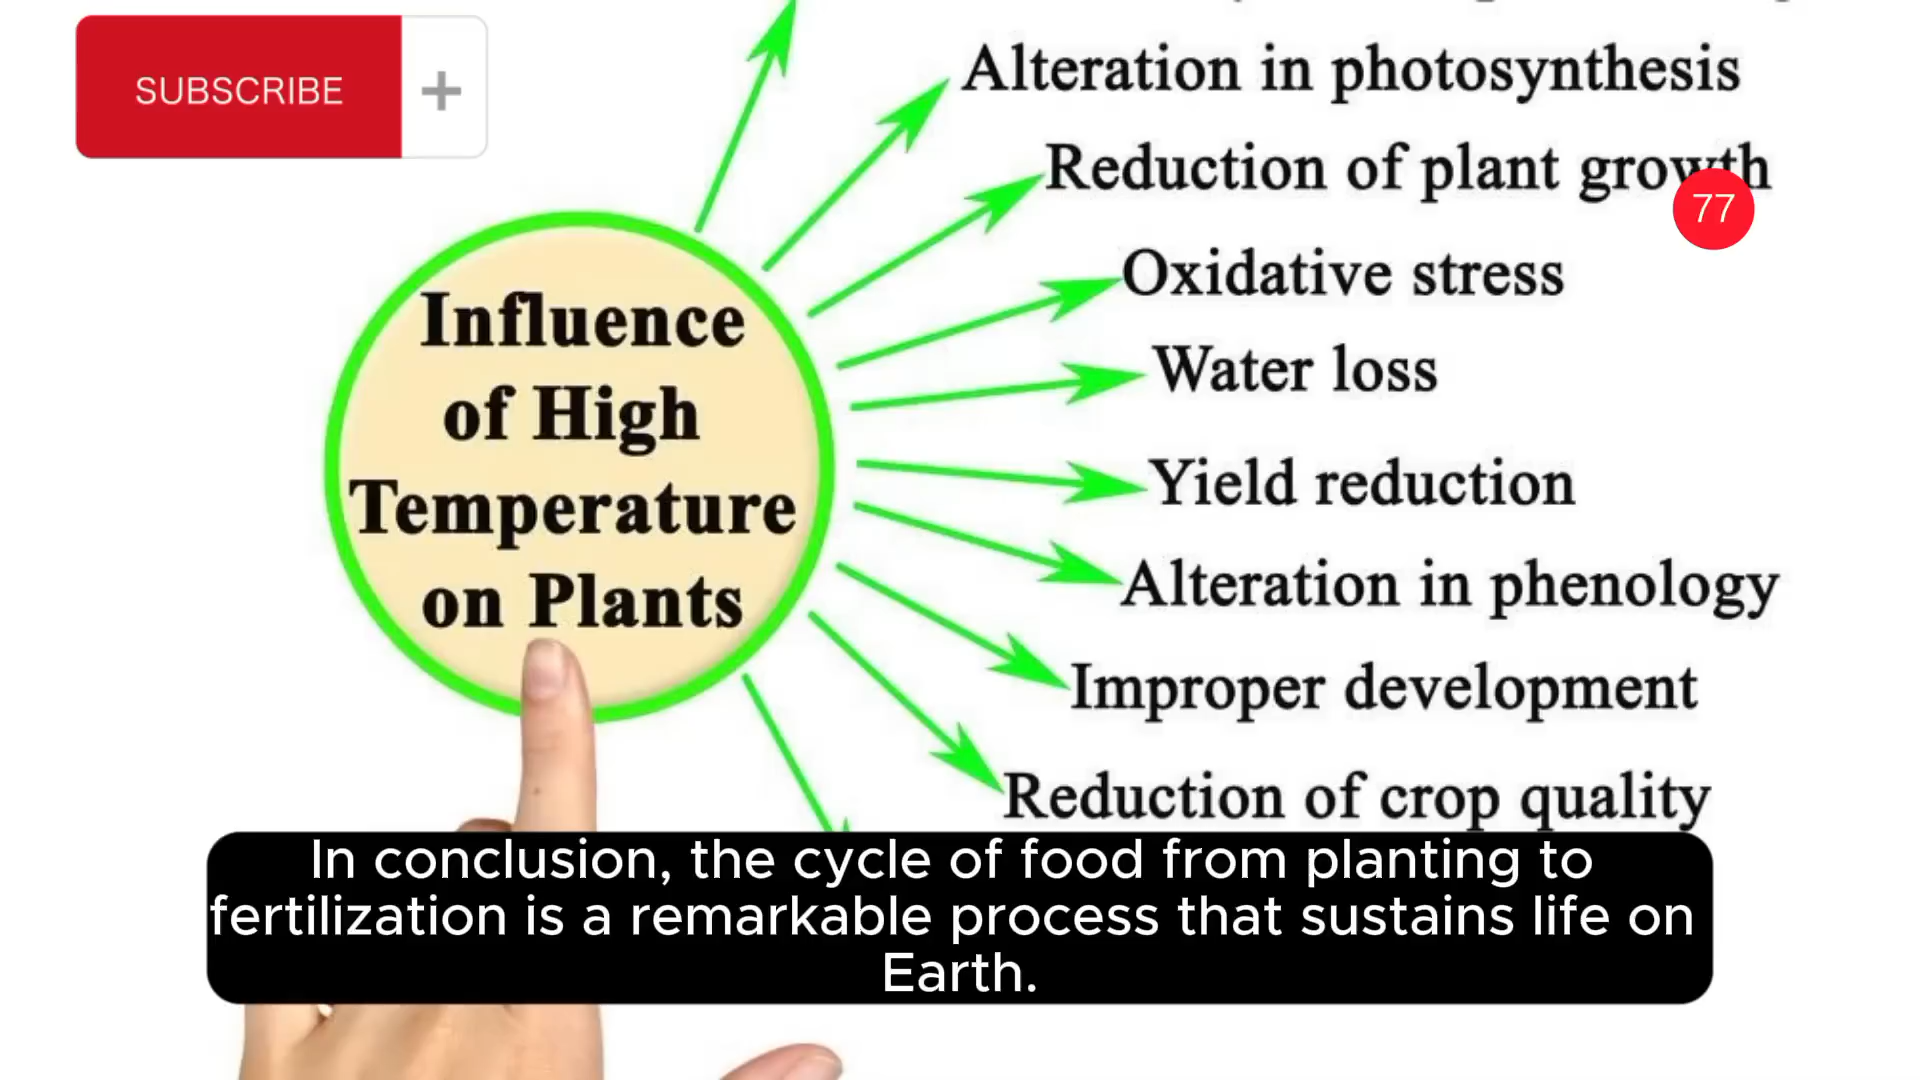 SUBSCRIBE +
Alteration in photosynthesis
Reduction of plant growth
77
Oxidative stress
Water loss
Yield reduction
Alteration in phenology
Improper development
Reduction of crop quality
Influence
of High
Temperature
on Plants
In conclusion, the cycle of food from planting to
fertilization is a remarkable process that sustains life on
Earth.